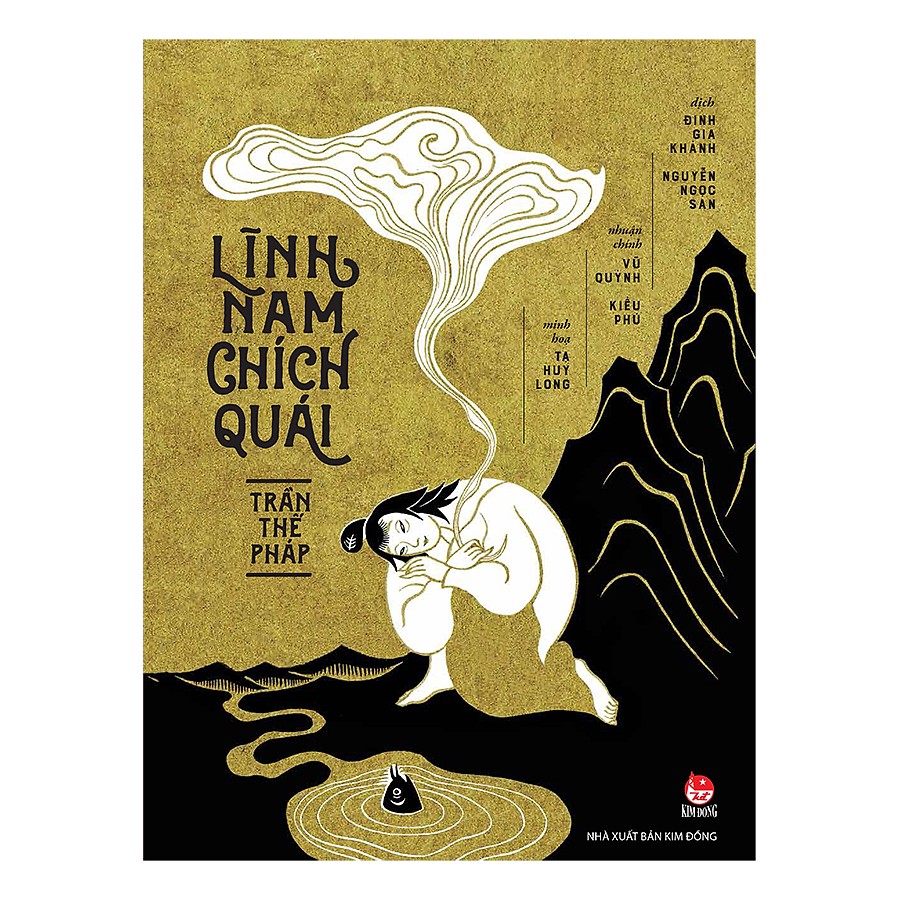 LĨNH
NAM
CHÍCH
QUÁI
TRẦN
THẾ
PHÁP
dịch
ĐINH
GIA
KHÁNH
NGUYỄN
NGỌC
SAN
nhuận
chính
VŨ
QUỲNH
KIỀU
PHÚ
minh
hoạ
TẠ
HUY
LONG
KIM ĐỒNG
NHÀ XUẤT BẢN KIM ĐỒNG